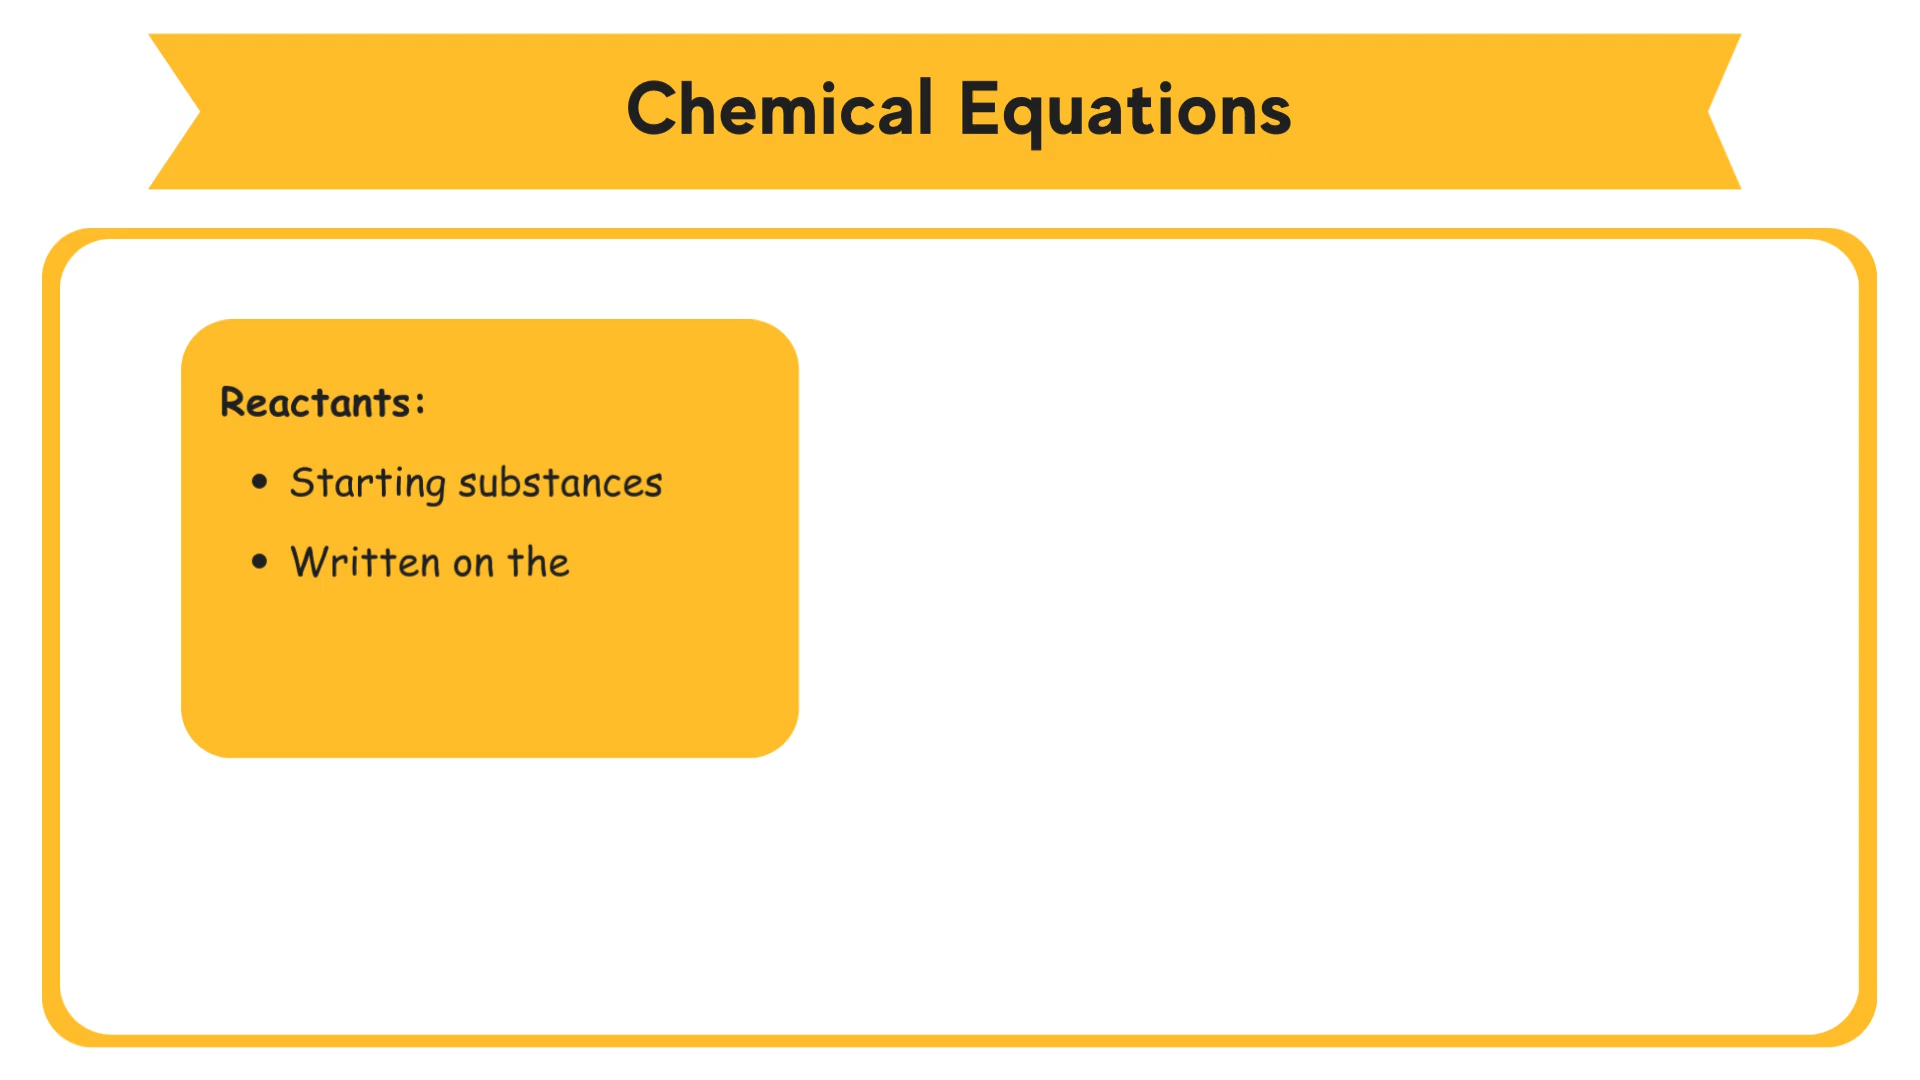 Chemical Equations
Reactants:
• Starting substances
• Written on the